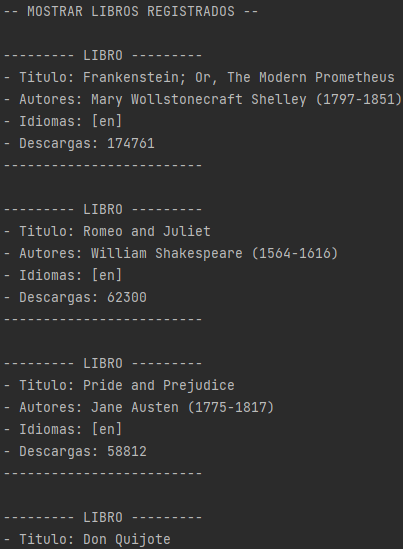 -- MOSTRAR LIBROS REGISTRADOS --
--------- LIBRO ---------
- Titulo: Frankenstein; Or, The Modern Prometheus
- Autores: Mary Wollstonecraft Shelley (1797-1851)
- Idiomas: [en]
- Descargas: 174761
-------------------------
--------- LIBRO ---------
- Titulo: Romeo and Juliet
- Autores: William Shakespeare (1564-1616)
- Idiomas: [en]
- Descargas: 62300
-------------------------
--------- LIBRO ---------
- Titulo: Pride and Prejudice
- Autores: Jane Austen (1775-1817)
- Idiomas: [en]
- Descargas: 58812
-------------------------
--------- LIBRO ---------
- Titulo: Don Quijote